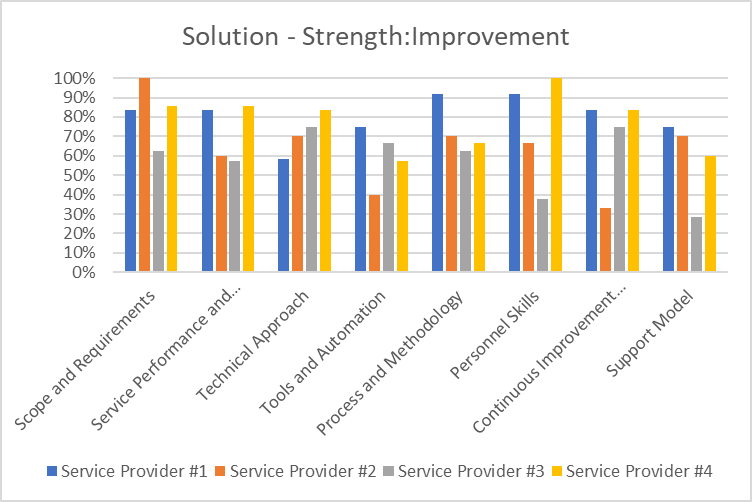 Solution - Strength:Improvement
100%
90%
80%
70%
60%
50%
40%
30%
20%
10%
0%
Scope and Requirements
Service Performance and...
Technical Approach
Tools and Automation
Process and Methodology
Personnel Skills
Continuous Improvement...
Support Model
Service Provider #1 Service Provider #2 Service Provider #3 Service Provider #4